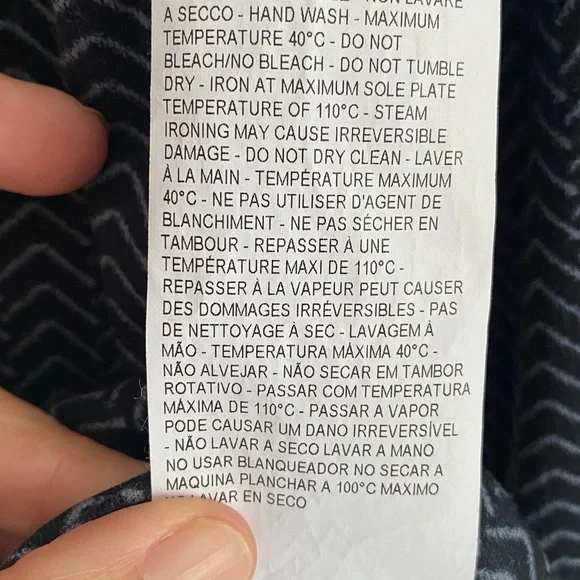 NON LAVARE
A SECCO - HAND WASH - MAXIMUM
TEMPERATURE 40°C - DO NOT
BLEACH/NO BLEACH - DO NOT TUMBLE
DRY - IRON AT MAXIMUM SOLE PLATE
TEMPERATURE OF 110°C - STEAM
IRONING MAY CAUSE IRREVERSIBLE
DAMAGE - DO NOT DRY CLEAN - LAVER
À LA MAIN - TEMPÉRATURE MAXIMUM
40°C - NE PAS UTILISER D'AGENT DE
BLANCHIMENT - NE PAS SÉCHER EN
TAMBOUR - REPASSER À UNE
TEMPÉRATURE MAXI DE 110°C -
REPASSER À LA VAPEUR PEUT CAUSER
DES DOMMAGES IRRÉVERSIBLES - PAS
DE NETTOYAGE À SEC - LAVAGEM À
MÃO - TEMPERATURA MÁXIMA 40°C -
NÃO ALVEJAR - NÃO SECAR EM TAMBOR
ROTATIVO - PASSAR COM TEMPERATURA
MÁXIMA DE 110°C - PASSAR A VAPOR
PODE CAUSAR UM DANO IRREVERSÍVEL
- NÃO LAVAR A SECO LAVAR A MANO
NO USAR BLANQUEADOR NO SECAR A
MAQUINA PLANCHAR A 100°C MAXIMO
LAVAR EN SECO